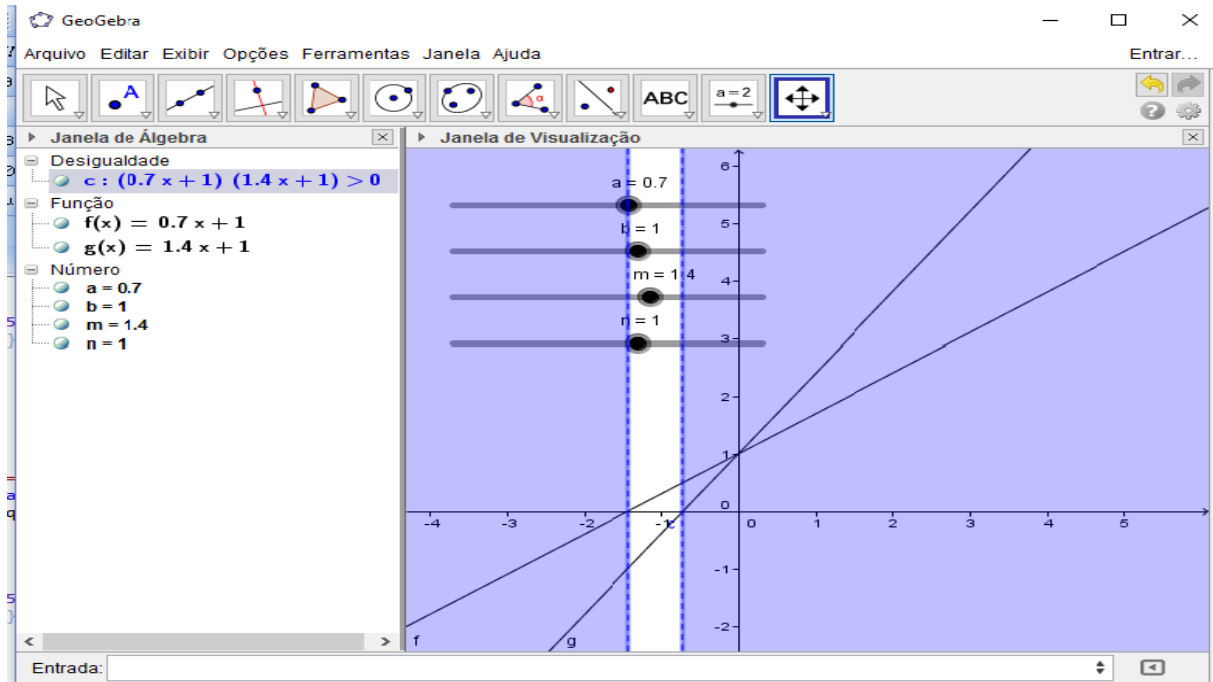 GeoGebra
Arquivo Editar Exibir Opções Ferramentas Janela Ajuda
Entrar...
A
α
ABC
a = 2
Janela de Álgebra
Desigualdade
c : (0.7 x + 1) (1.4 x + 1) > 0
Função
f(x) = 0.7 x + 1
g(x) = 1.4 x + 1
Número
a = 0.7
b = 1
m = 1.4
n = 1
Janela de Visualização
a = 0.7
b = 1
m = 1.4
n = 1
6
5
4
3
2
1
0
-4 -3 -2 -1 c 0 1 2 3 4 5
-1
-2
f
g
Entrada: